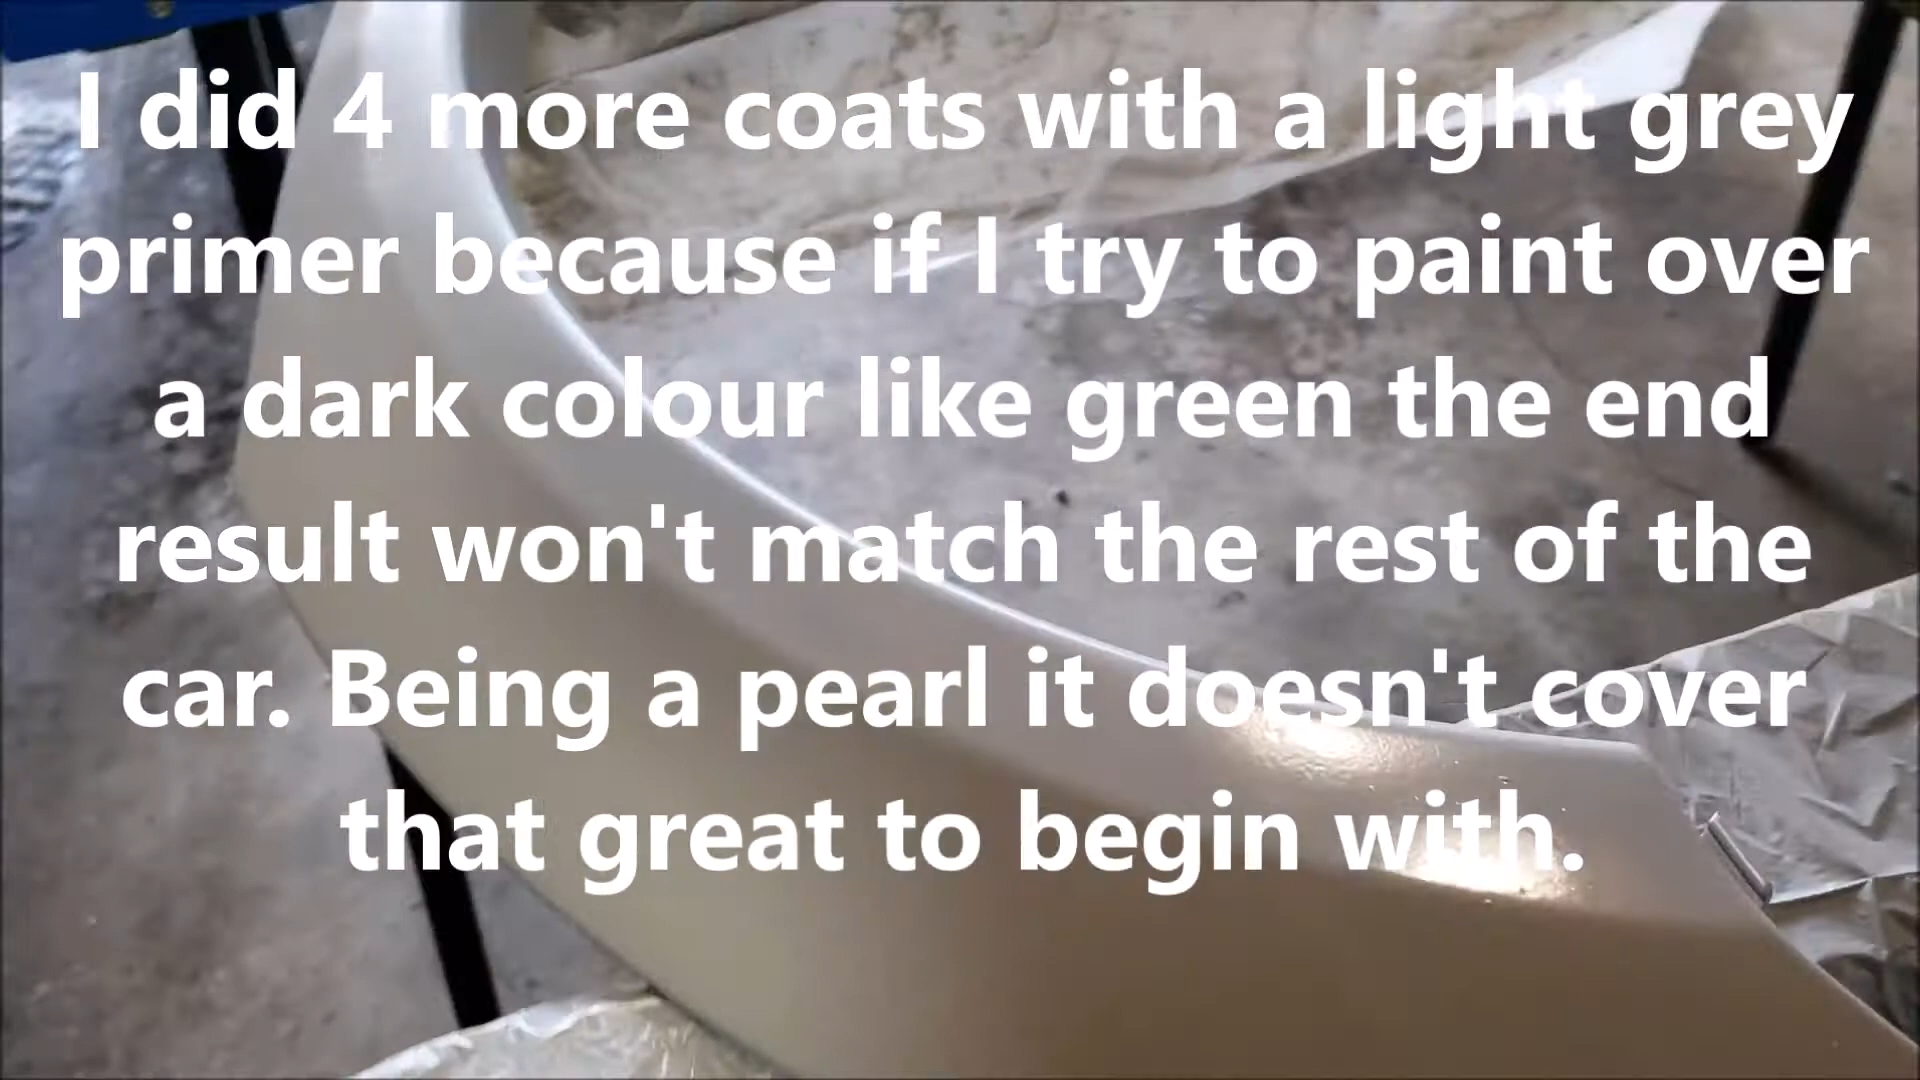 I did 4 more coats with a light grey
primer because if I try to paint over
a dark colour like green the end
result won't match the rest of the
car. Being a pearl it doesn't cover
that great to begin with.